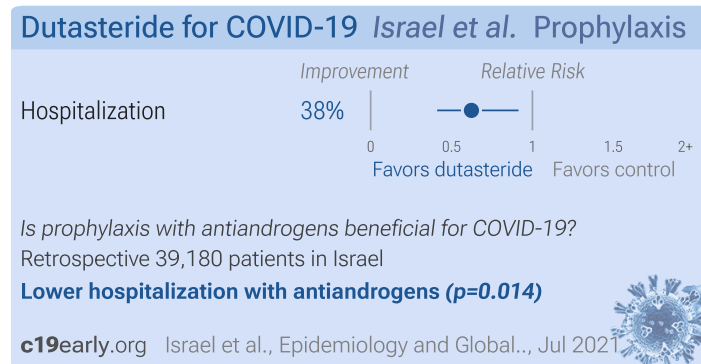 Dutasteride for COVID-19 Israel et al. Prophylaxis
Improvement Relative Risk
Hospitalization 38%
0 0.5 1 1.5 2+
Favors dutasteride Favors control
Is prophylaxis with antiandrogens beneficial for COVID-19?
Retrospective 39,180 patients in Israel
Lower hospitalization with antiandrogens (p=0.014)
c19early.org Israel et al., Epidemiology and Global.., Jul 2021